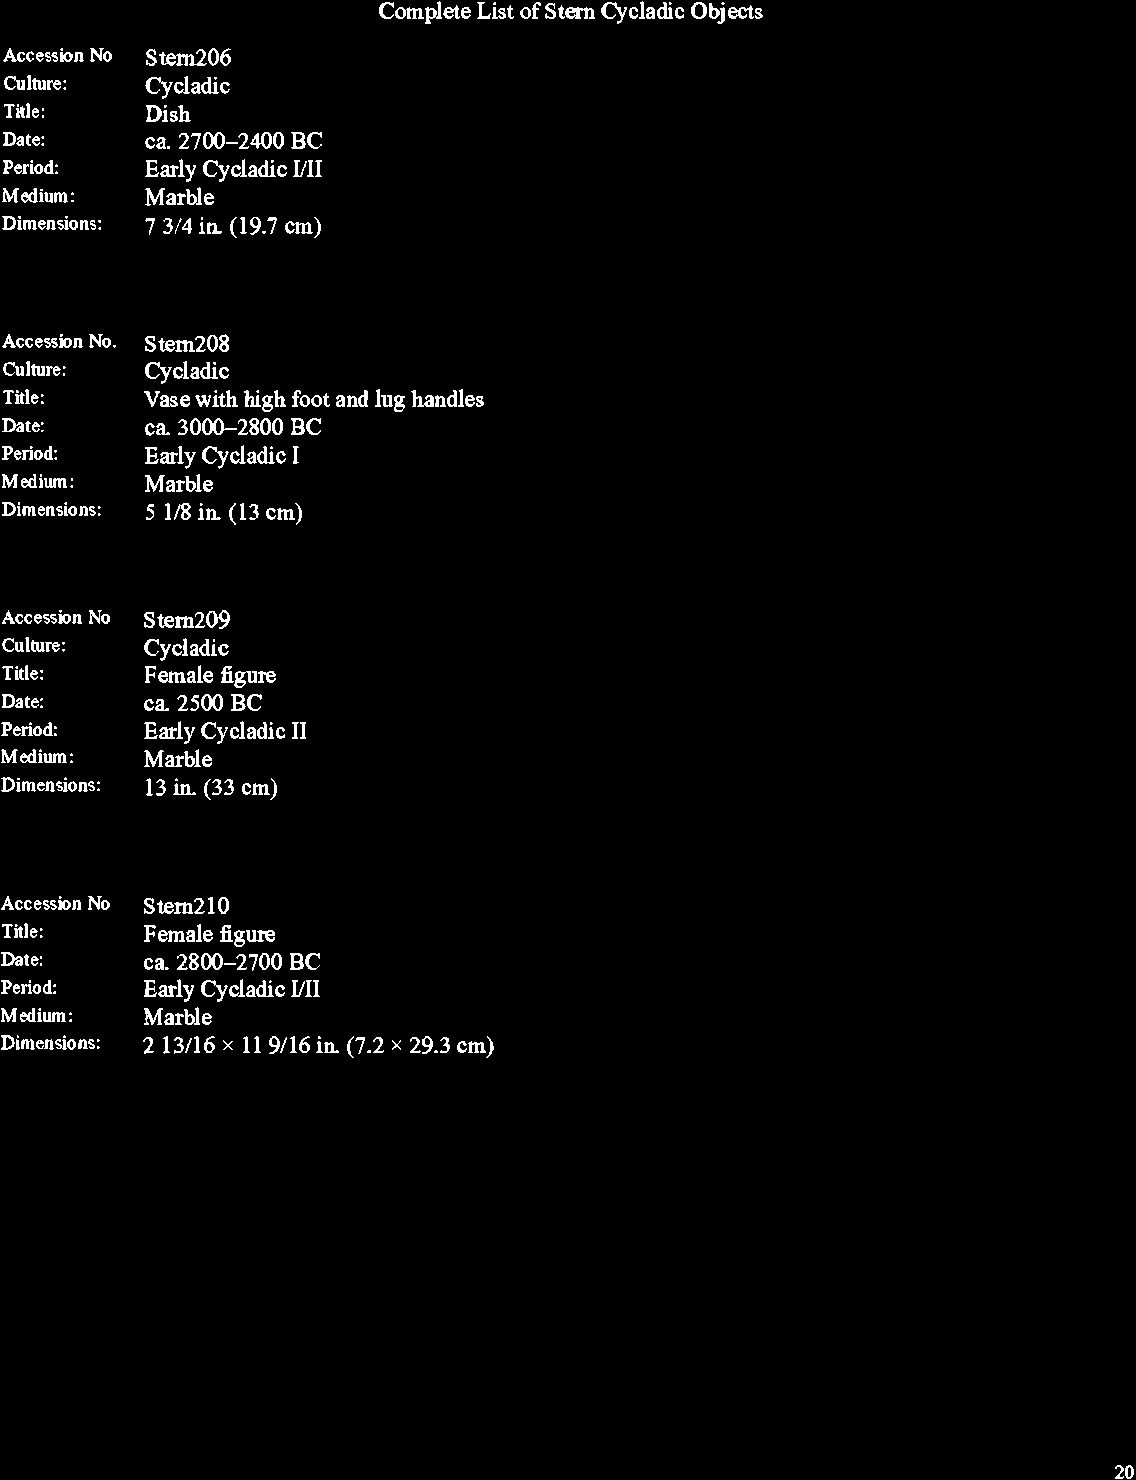 Complete List of Stern Cycladic Objects
Accession No Stern206
Culture: Cycladic
Title: Dish
Date: ca. 2700–2400 BC
Period: Early Cycladic I/II
Medium: Marble
Dimensions: 7 3/4 in. (19.7 cm)
Accession No. Stern208
Culture: Cycladic
Title: Vase with high foot and lug handles
Date: ca. 3000–2800 BC
Period: Early Cycladic I
Medium: Marble
Dimensions: 5 1/8 in. (13 cm)
Accession No Stern209
Culture: Cycladic
Title: Female figure
Date: ca. 2500 BC
Period: Early Cycladic II
Medium: Marble
Dimensions: 13 in. (33 cm)
Accession No Stern210
Title: Female figure
Date: ca. 2800–2700 BC
Period: Early Cycladic I/II
Medium: Marble
Dimensions: 2 13/16 × 11 9/16 in. (7.2 × 29.3 cm)
20